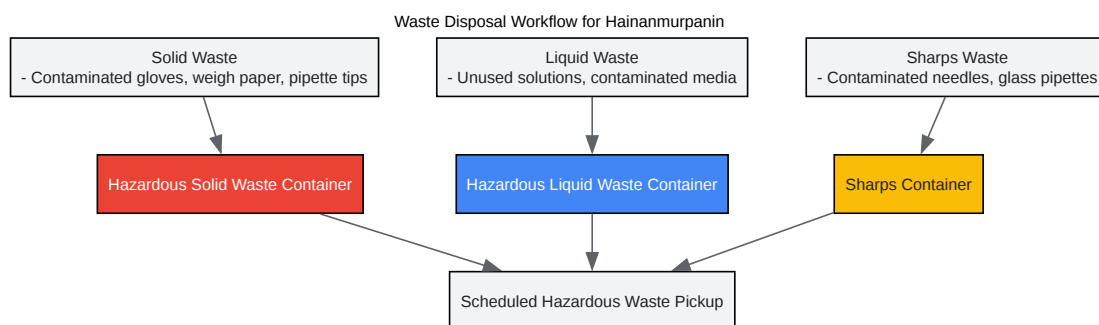 Waste Disposal Workflow for Hainanmurpanin
Solid Waste
- Contaminated gloves, weigh paper, pipette tips
Liquid Waste
- Unused solutions, contaminated media
Sharps Waste
- Contaminated needles, glass pipettes
Hazardous Solid Waste Container
Hazardous Liquid Waste Container
Sharps Container
Scheduled Hazardous Waste Pickup